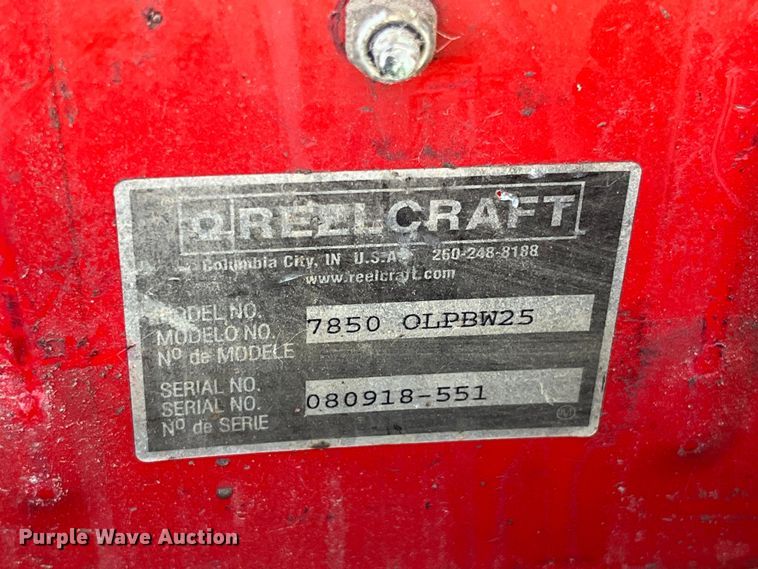 REELCRAFT
Columbia City, IN U.S.A. 260-248-8188
www.reelcraft.com
MODEL NO.
MODELO NO.
Nº de MODELE
7850 OLPBW25
SERIAL NO.
SERIAL NO.
Nº de SERIE
080918-551
Purple Wave Auction®